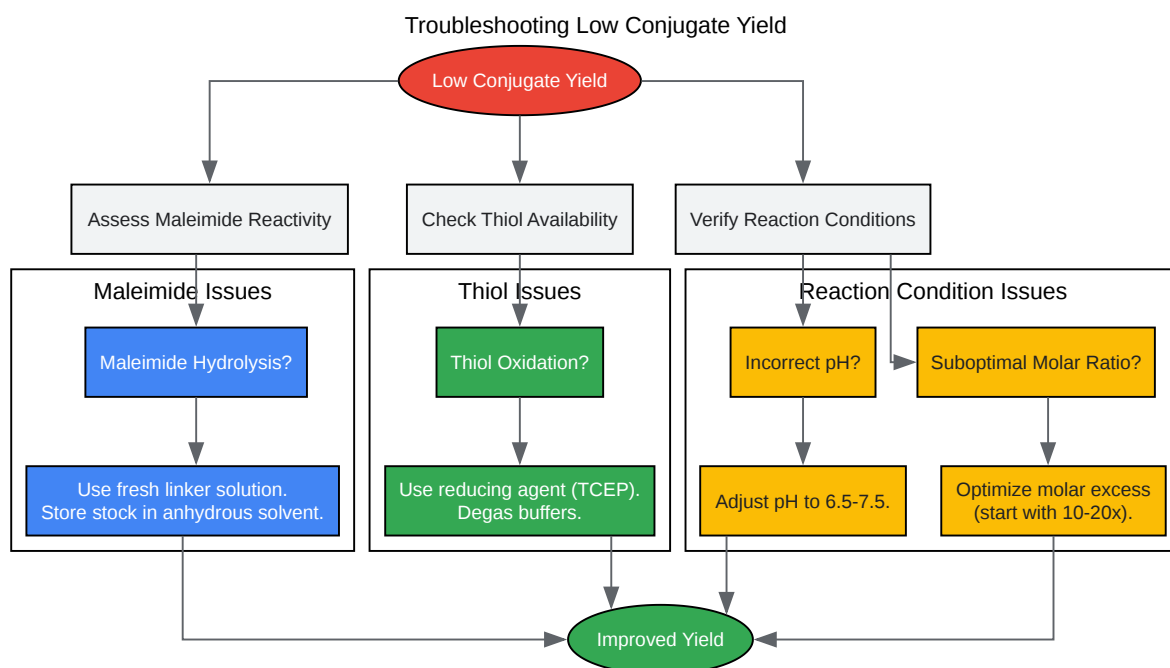 Troubleshooting Low Conjugate Yield
Low Conjugate Yield
Assess Maleimide Reactivity
Check Thiol Availability
Verify Reaction Conditions
Maleimide Issues
Thiol Issues
Reaction Condition Issues
Maleimide Hydrolysis?
Thiol Oxidation?
Incorrect pH?
Suboptimal Molar Ratio?
Use fresh linker solution.
Store stock in anhydrous solvent.
Use reducing agent (TCEP).
Degas buffers.
Adjust pH to 6.5-7.5.
Optimize molar excess
(start with 10-20x).
Improved Yield